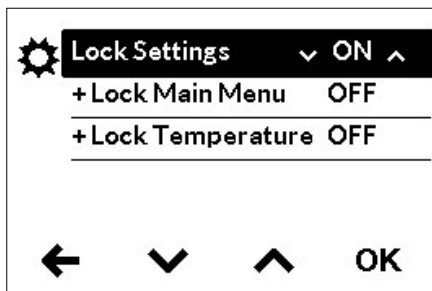 Lock Settings ON
+Lock Main Menu OFF
+Lock Temperature OFF
OK